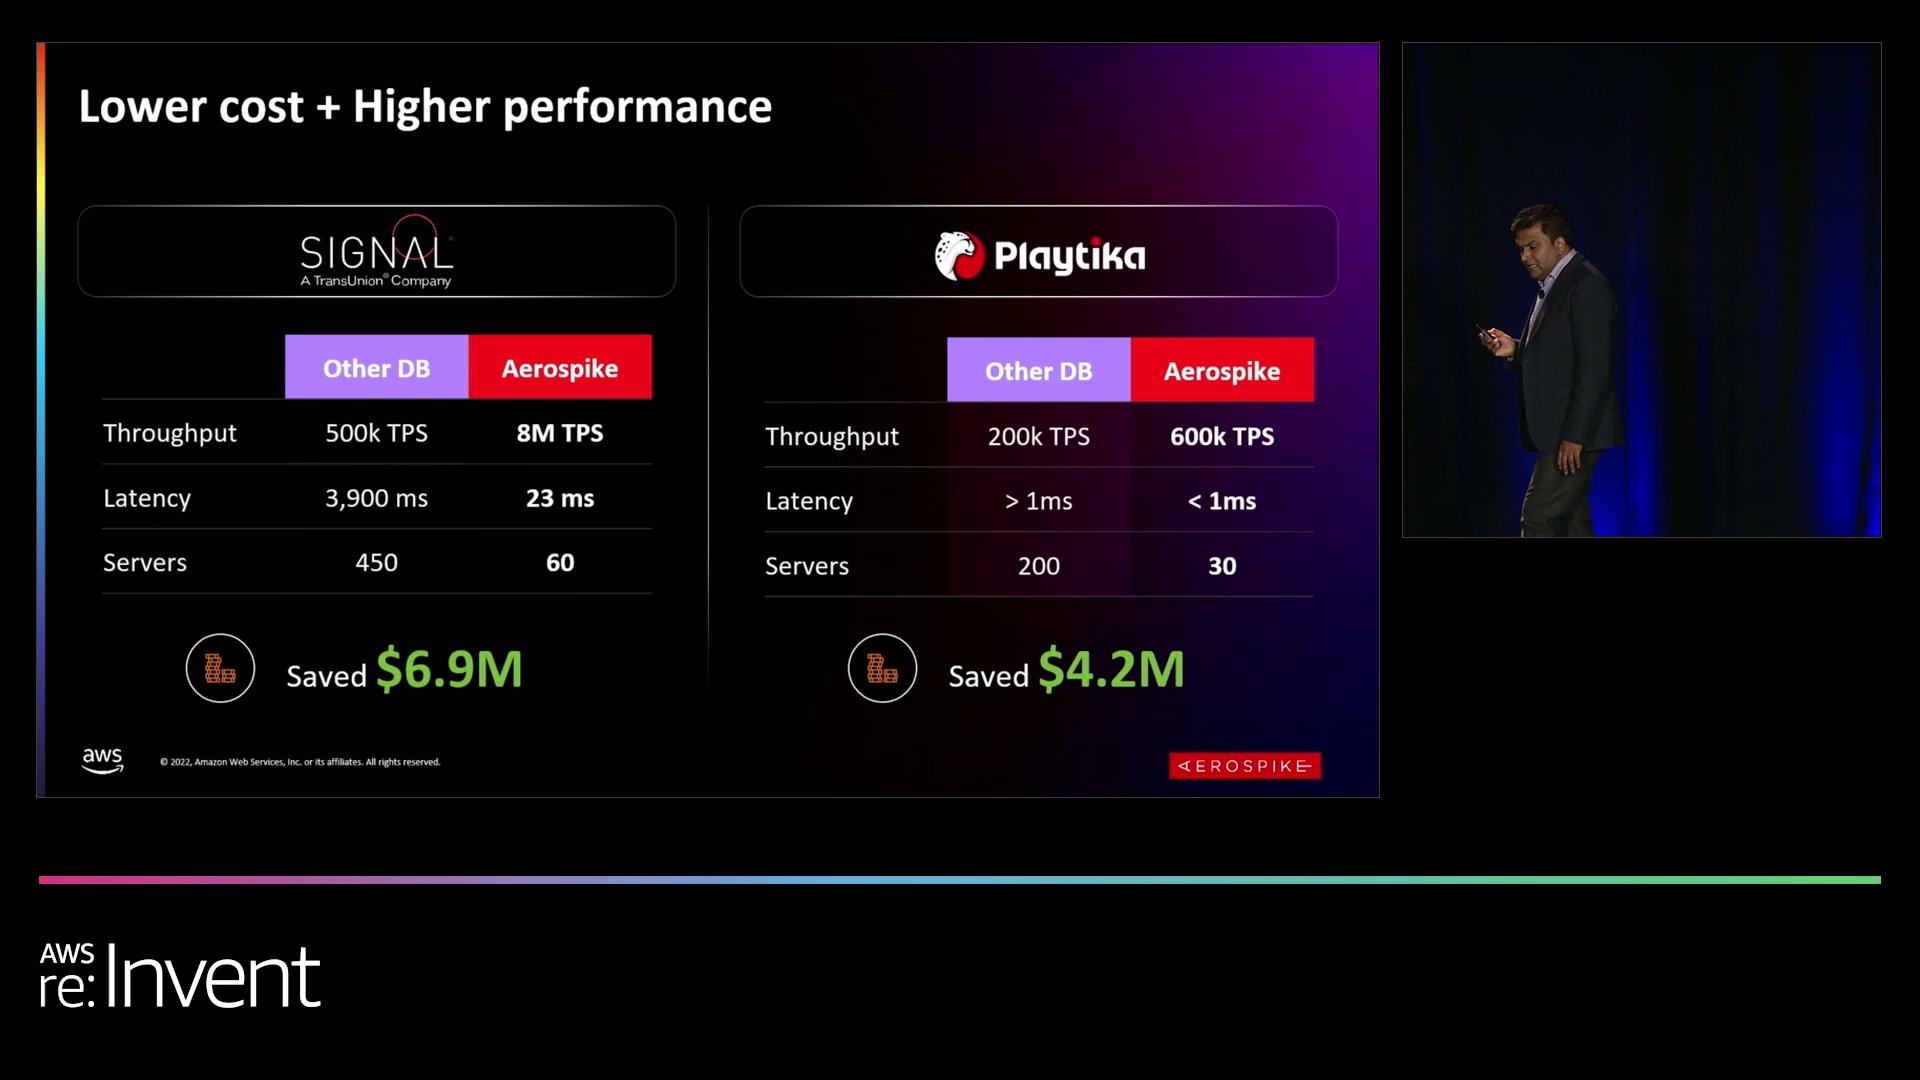 Lower cost + Higher performance
SIGNAL
A TransUnion® Company
Other DB Aerospike
Throughput 500k TPS 8M TPS
Latency 3,900 ms 23 ms
Servers 450 60
Saved $6.9M
Playtika
Other DB Aerospike
Throughput 200k TPS 600k TPS
Latency > 1ms < 1ms
Servers 200 30
Saved $4.2M
aws
© 2022, Amazon Web Services, Inc. or its affiliates. All rights reserved.
AEROSPIKE
AWS
re:Invent